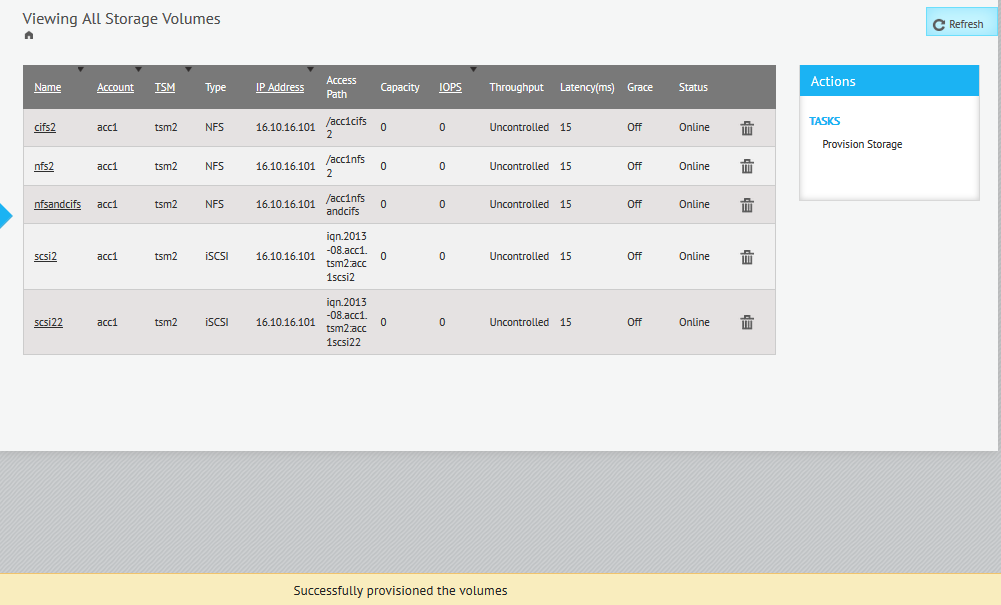 Viewing All Storage Volumes
Refresh
Name Account TSM Type IP Address Access Path Capacity IOPS Throughput Latency(ms) Grace Status
cifs2 acc1 tsm2 NFS 16.10.16.101 /acc1cifs2 0 0 Uncontrolled 15 Off Online
nfs2 acc1 tsm2 NFS 16.10.16.101 /acc1nfs2 0 0 Uncontrolled 15 Off Online
nfsandcifs acc1 tsm2 NFS 16.10.16.101 /acc1nfsandcifs 0 0 Uncontrolled 15 Off Online
scsi2 acc1 tsm2 iSCSI 16.10.16.101 iqn.2013-08.acc1.tsm2:acc1scsi2 0 0 Uncontrolled 15 Off Online
scsi22 acc1 tsm2 iSCSI 16.10.16.101 iqn.2013-08.acc1.tsm2:acc1scsi22 0 0 Uncontrolled 15 Off Online
Actions
TASKS
Provision Storage
Successfully provisioned the volumes